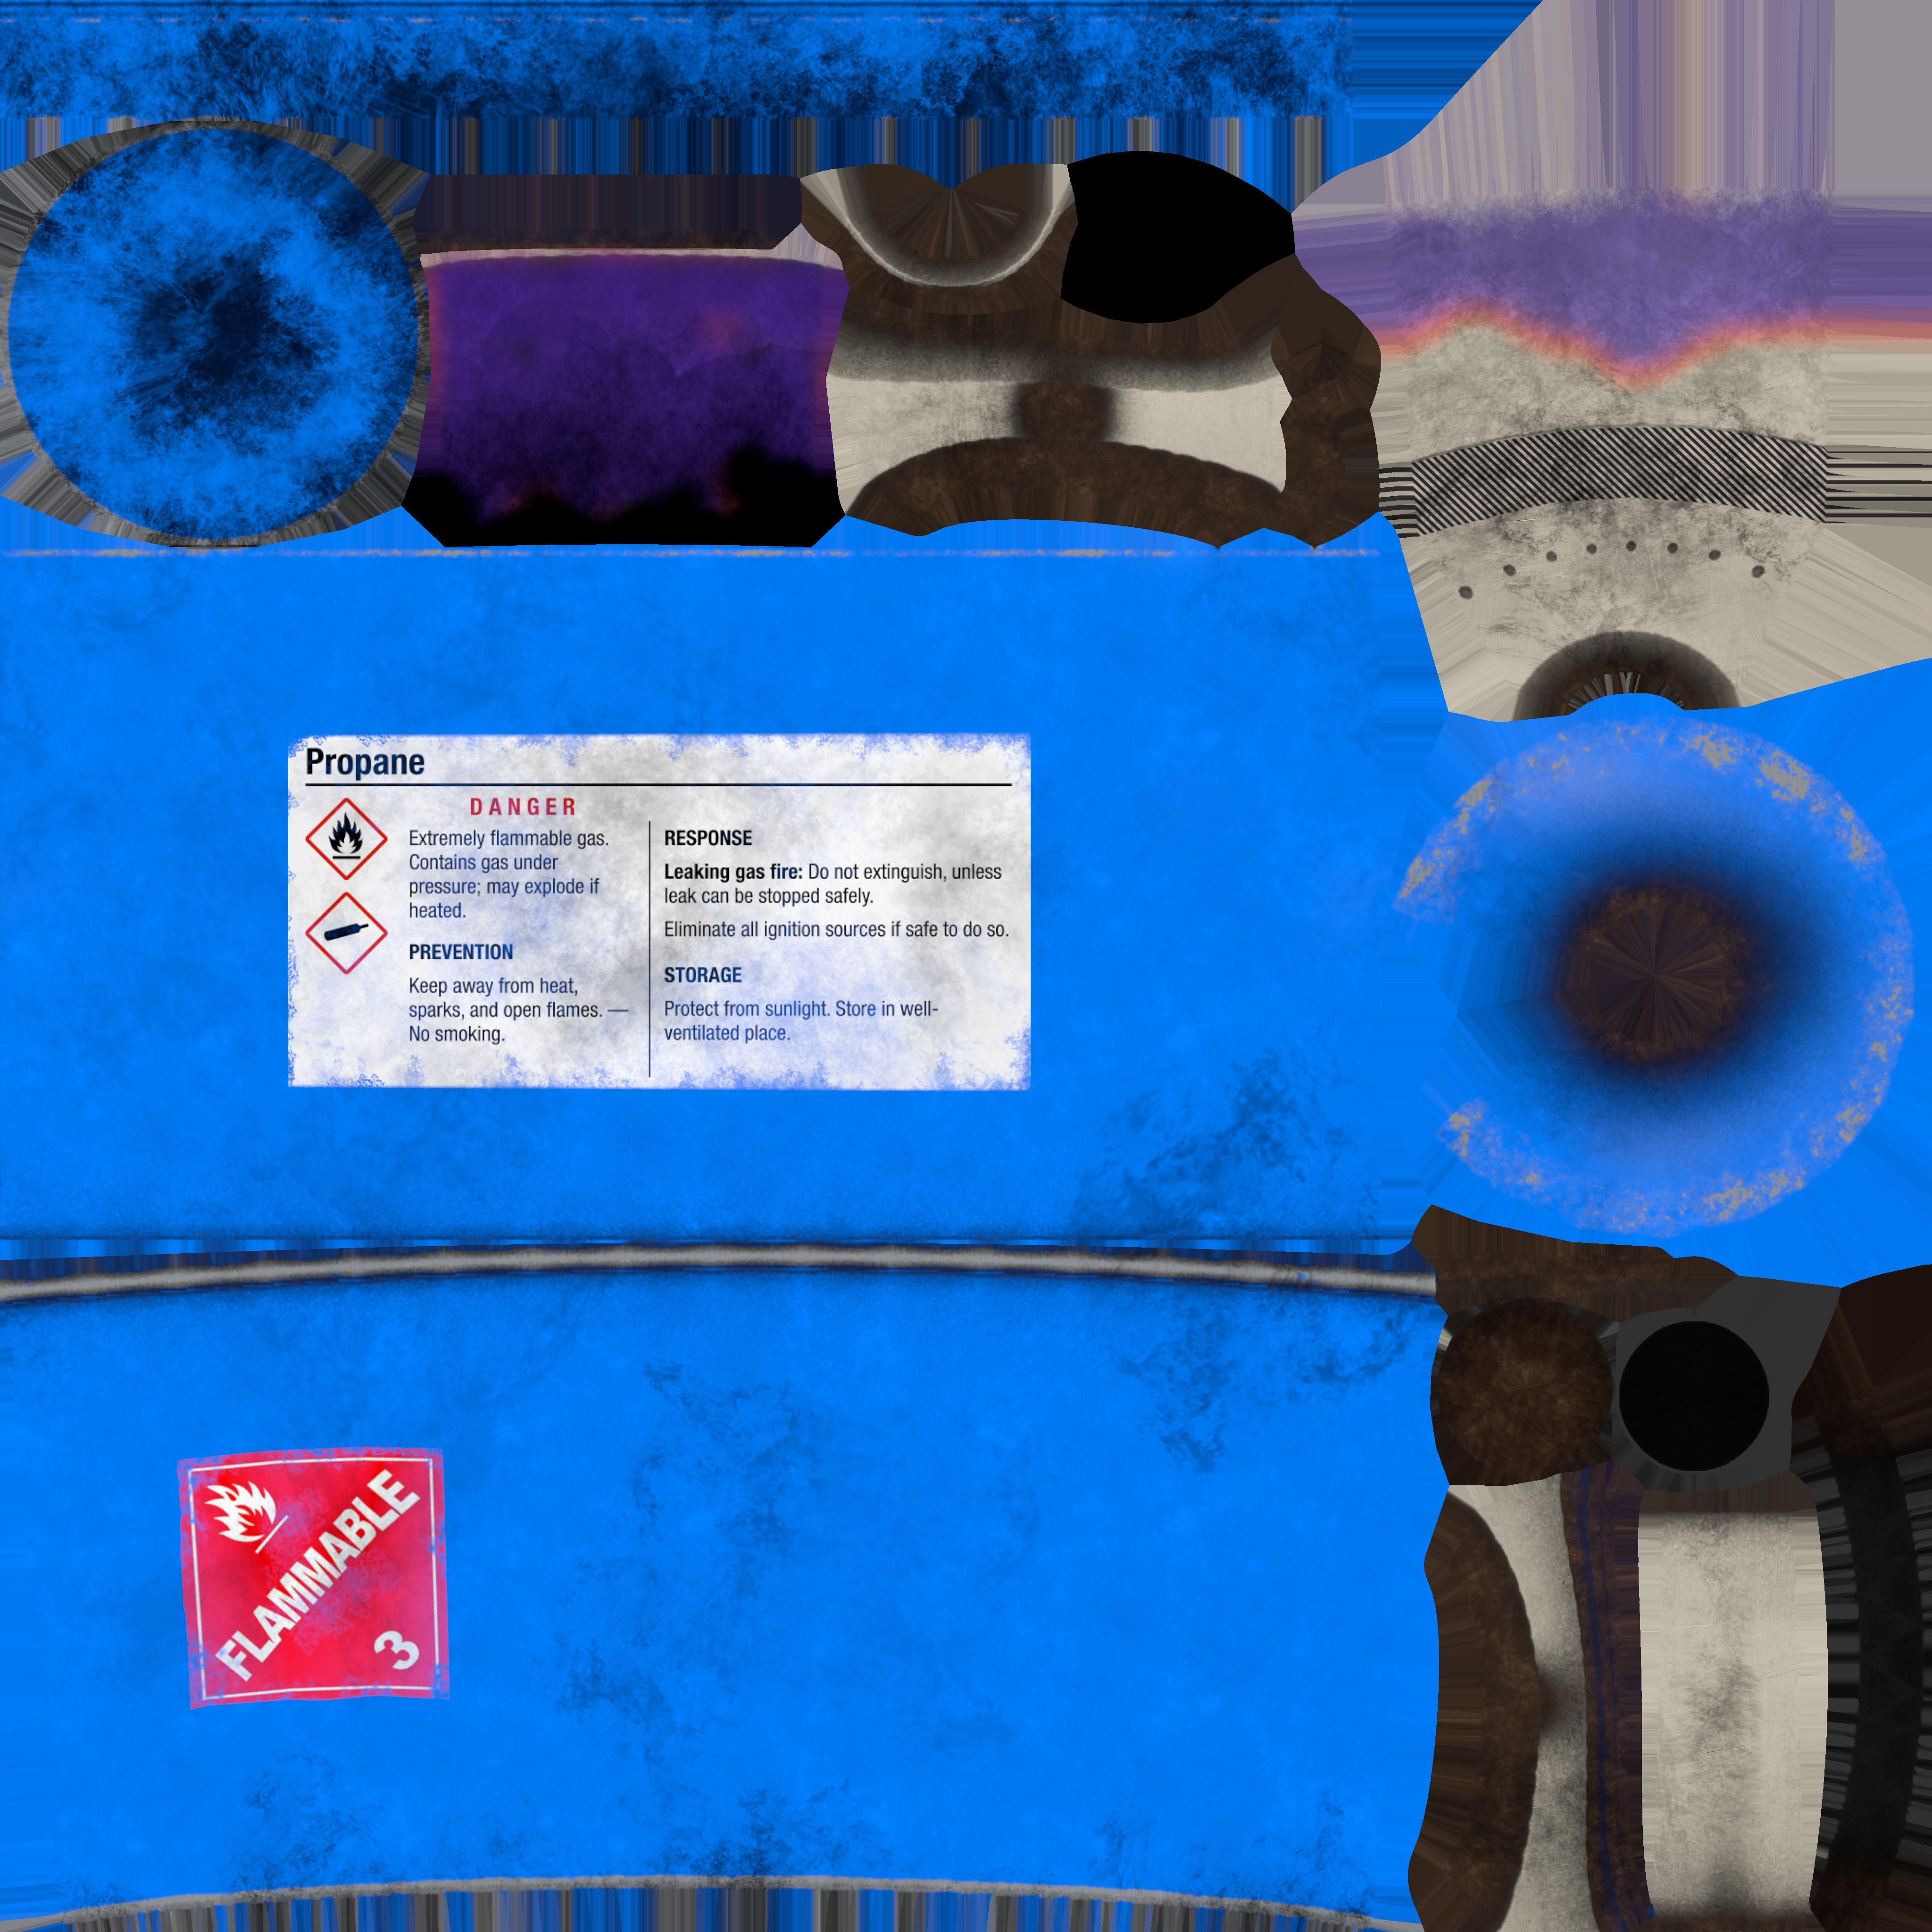 Propane
DANGER
Extremely flammable gas.
Contains gas under
pressure; may explode if
heated.
PREVENTION
Keep away from heat,
sparks, and open flames. —
No smoking.
RESPONSE
Leaking gas fire: Do not extinguish, unless
leak can be stopped safely.
Eliminate all ignition sources if safe to do so.
STORAGE
Protect from sunlight. Store in well-
ventilated place.
FLAMMABLE
3